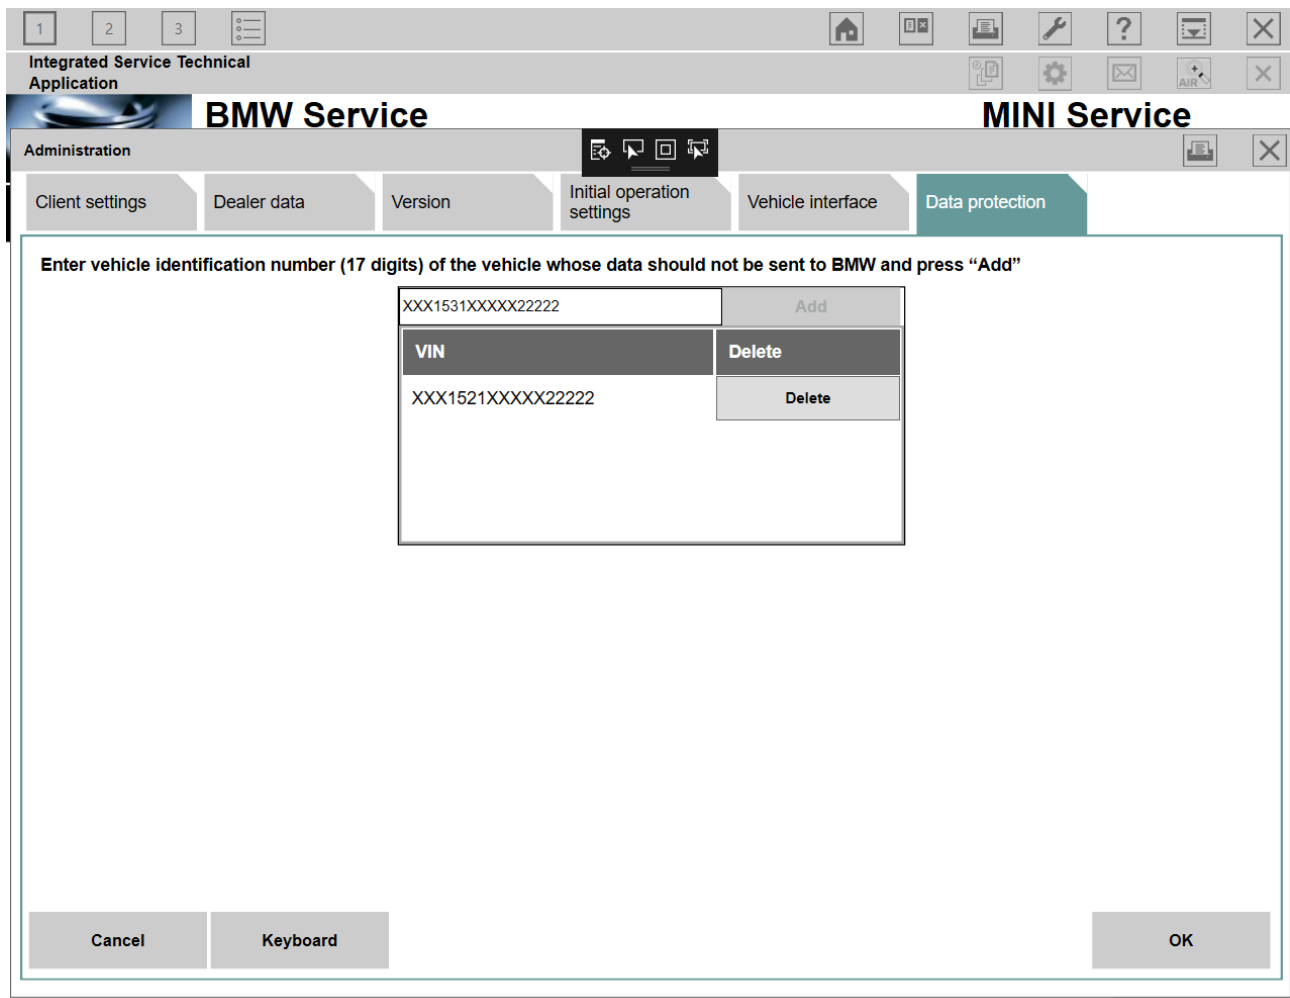 1 2 3
?
Integrated Service Technical
Application
AIR
BMW Service MINI Service
Administration
Client settings Dealer data Version Initial operation settings Vehicle interface Data protection
Enter vehicle identification number (17 digits) of the vehicle whose data should not be sent to BMW and press “Add”
XXX1531XXXXX22222 Add
VIN Delete
XXX1521XXXXX22222 Delete
Cancel Keyboard OK